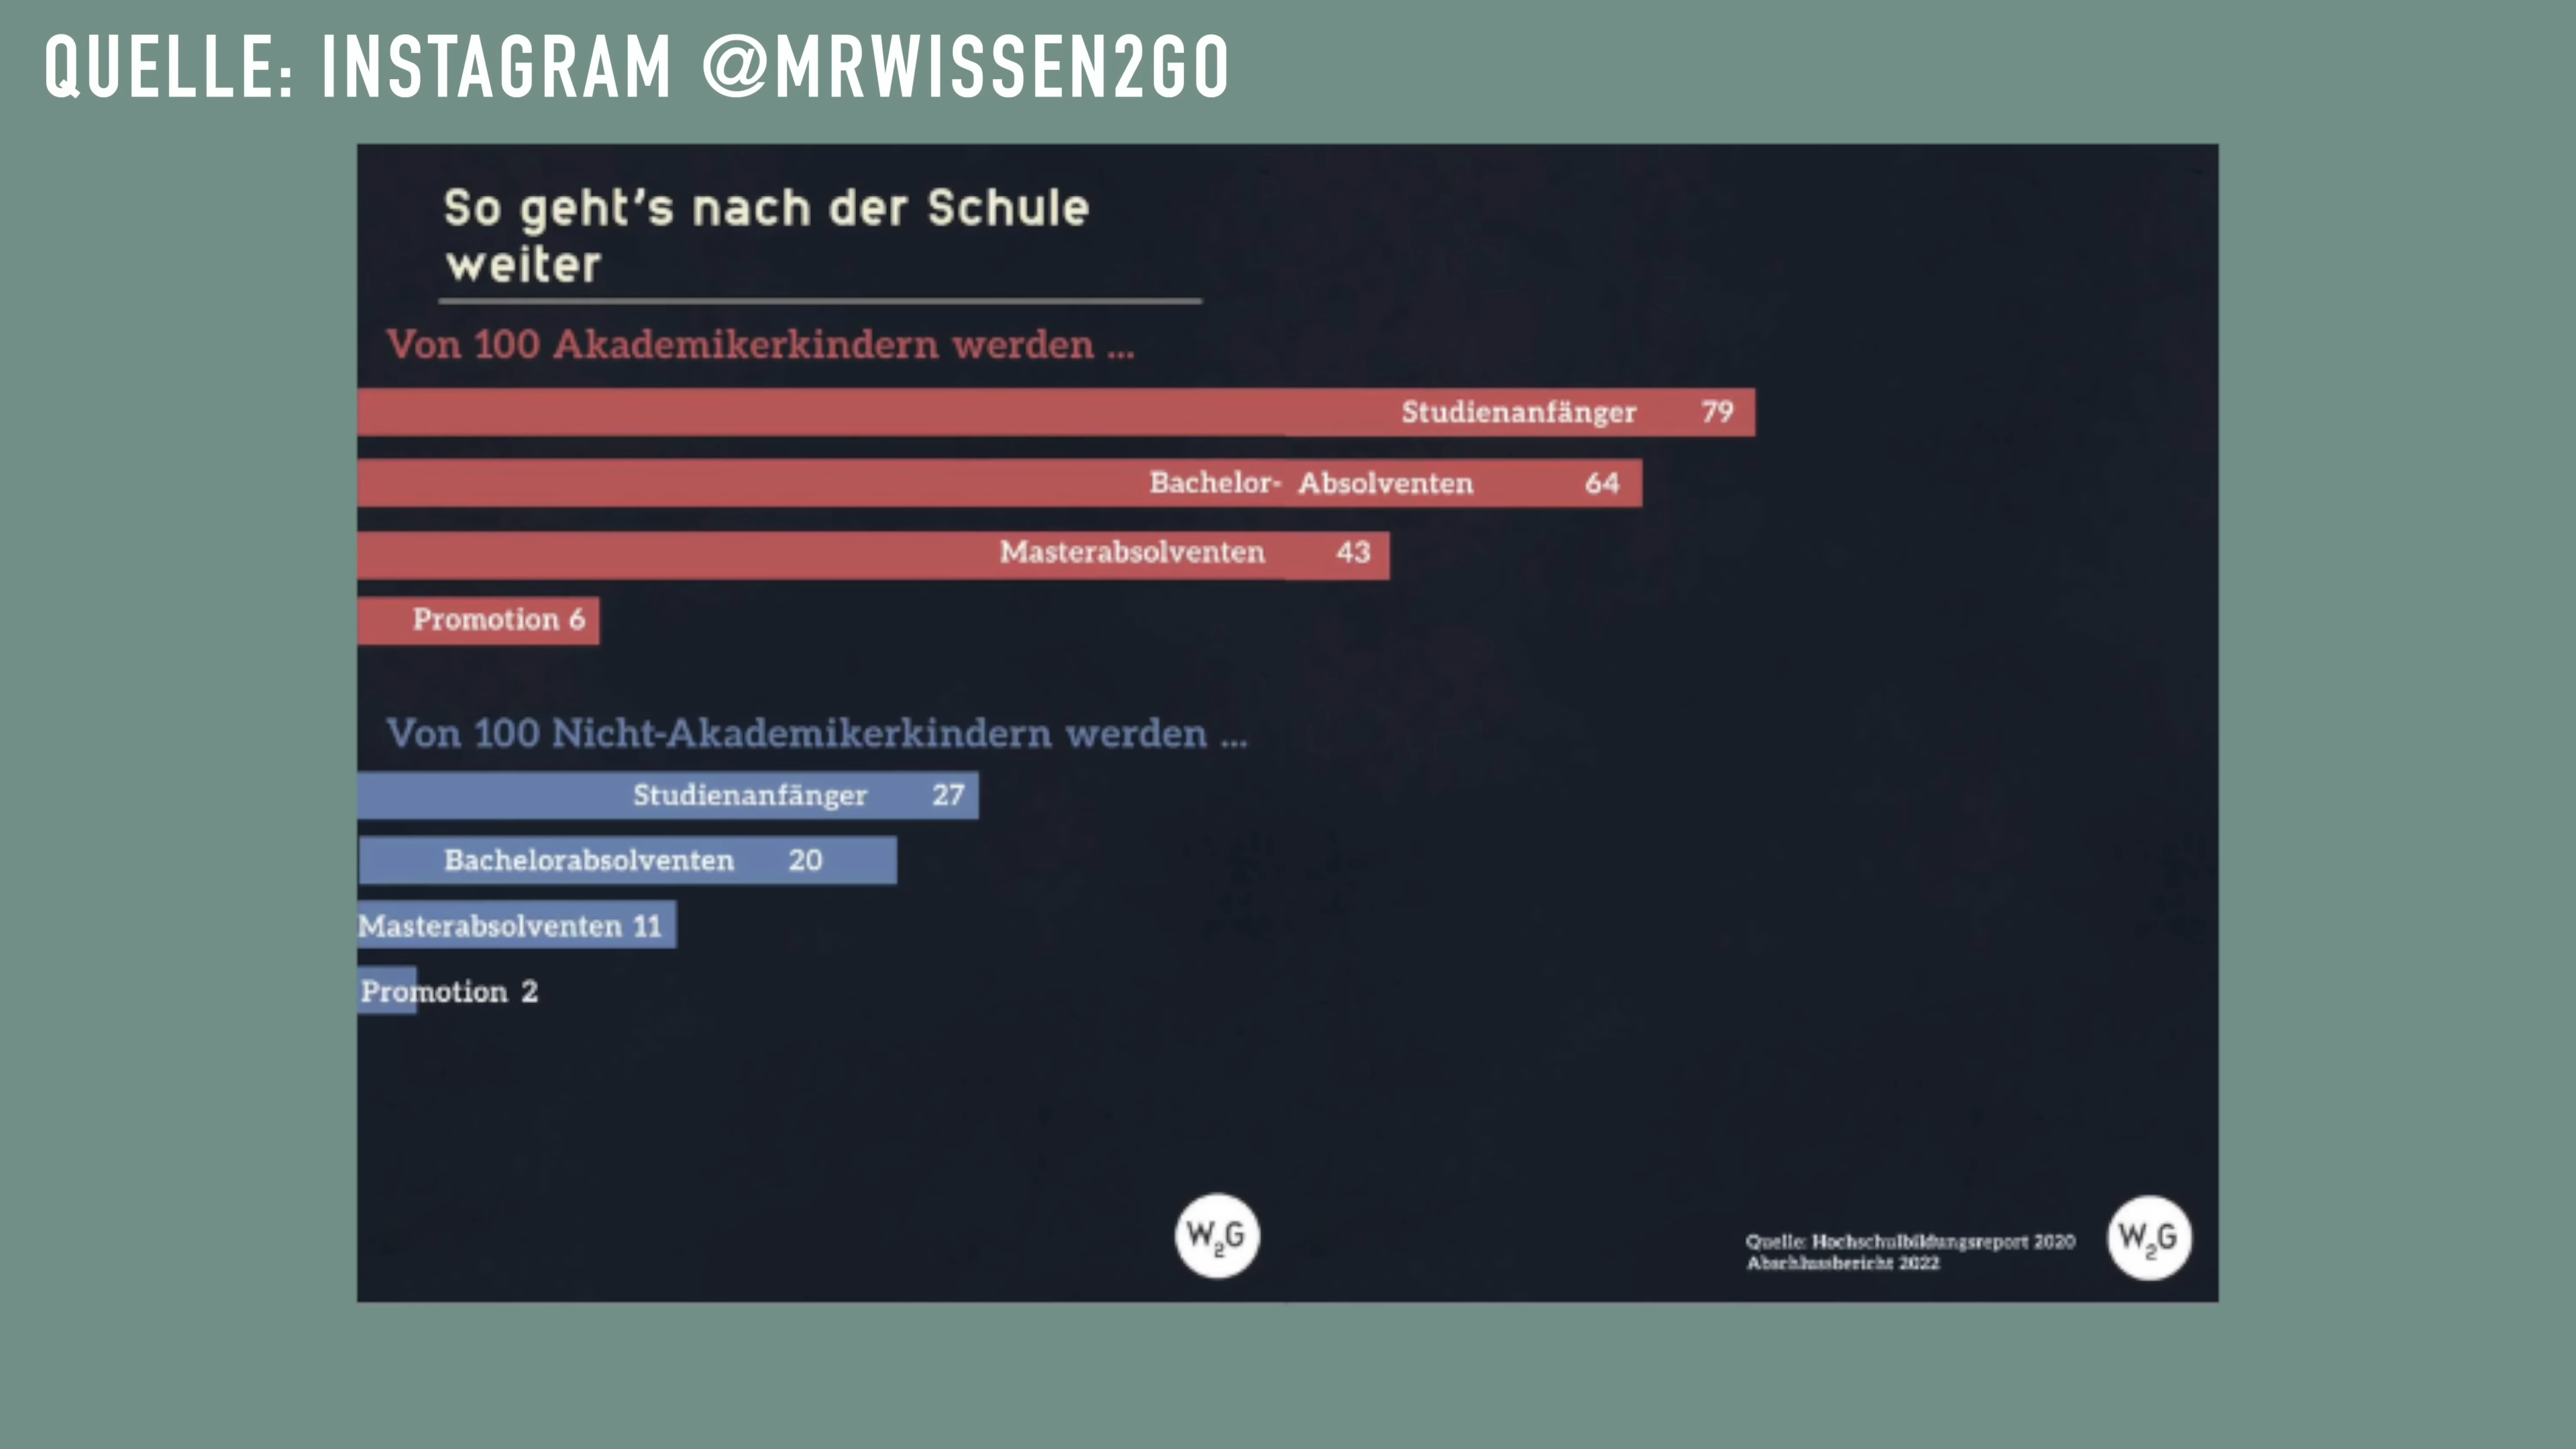 QUELLE: INSTAGRAM @MRWISSEN2GO
So geht's nach der Schule
weiter
Von 100 Akademikerkindern werden ...
Studienanfänger 79
Bachelor- Absolventen 64
Masterabsolventen 43
Promotion 6
Von 100 Nicht-Akademikerkindern werden ...
Studienanfänger 27
Bachelorabsolventen 20
Masterabsolventen 11
Promotion 2
W2G
Quelle: Hochschulbildungsreport 2020
Abschlussbericht 2022
W2G